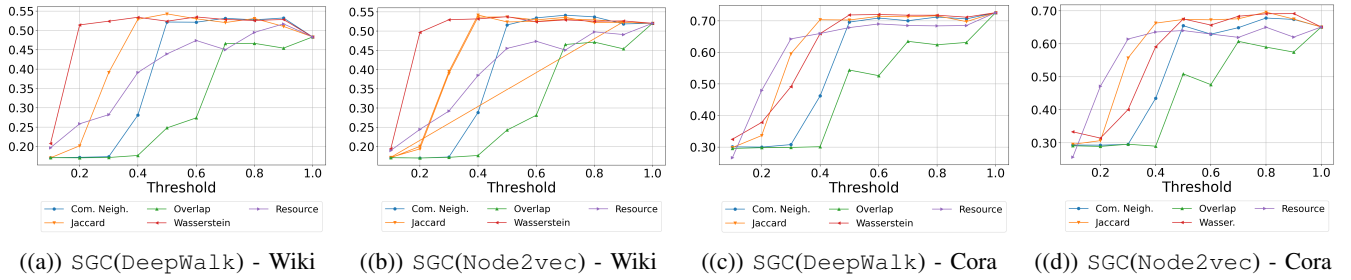 0.55
0.50
0.45
0.40
0.35
0.30
0.25
0.20
0.2 0.4 0.6 0.8 1.0
Threshold
Com. Neigh. Overlap Resource
Jaccard Wasserstein
((a)) SGC(DeepWalk) - Wiki
0.55
0.50
0.45
0.40
0.35
0.30
0.25
0.20
0.2 0.4 0.6 0.8 1.0
Threshold
Com. Neigh. Overlap Resource
Jaccard Wasserstein
((b)) SGC(Node2vec) - Wiki
0.70
0.60
0.50
0.40
0.30
0.2 0.4 0.6 0.8 1.0
Threshold
Com. Neigh. Overlap Resource
Jaccard Wasserstein
((c)) SGC(DeepWalk) - Cora
0.70
0.60
0.50
0.40
0.30
0.2 0.4 0.6 0.8 1.0
Threshold
Com. Neigh. Overlap Resource
Jaccard Wasser.
((d)) SGC(Node2vec) - Cora